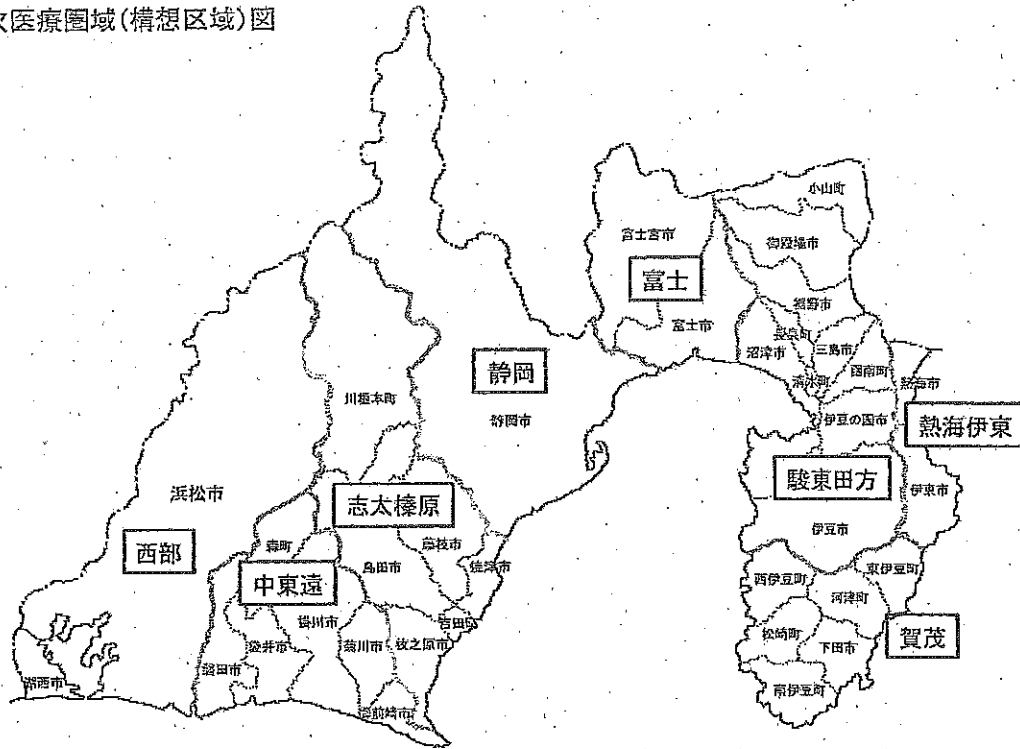 医療圏域(構想区域)図
小山町
富士宮市
御殿場市
富士
裾野市
富士市
長泉町
沼津市
三島市
静岡
函南町
清水町
熱海市
川根本町
静岡市
伊豆の国市
熱海伊東
駿東田方
浜松市
志太榛原
伊東市
伊豆市
西部
森町
藤枝市
島田市
焼津市
中東遠
西伊豆町
東伊豆町
河津町
吉田町
掛川市
袋井市
菊川市
牧之原市
松崎町
下田市
賀茂
磐田市
湖西市
南伊豆町
御前崎市